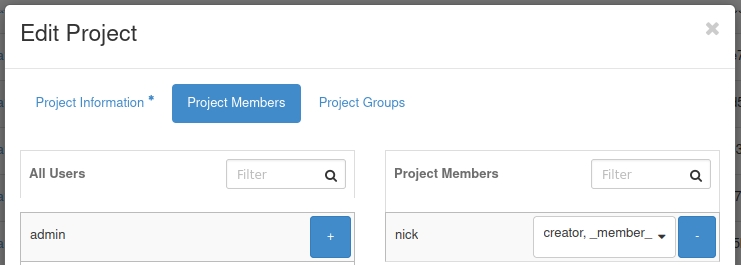 Edit Project
Project Information *
Project Members
Project Groups
All Users
Filter
Project Members
Filter
admin
+
nick
creator, _member_
-